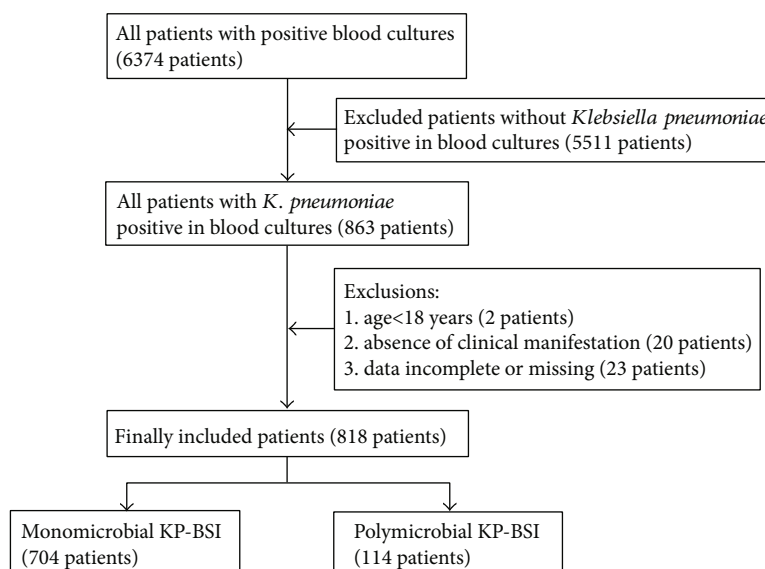 All patients with positive blood cultures
(6374 patients)
Excluded patients without Klebsiella pneumoniae
positive in blood cultures (5511 patients)
All patients with K. pneumoniae
positive in blood cultures (863 patients)
Exclusions:
1. age<18 years (2 patients)
2. absence of clinical manifestation (20 patients)
3. data incomplete or missing (23 patients)
Finally included patients (818 patients)
Monomicrobial KP-BSI
(704 patients)
Polymicrobial KP-BSI
(114 patients)